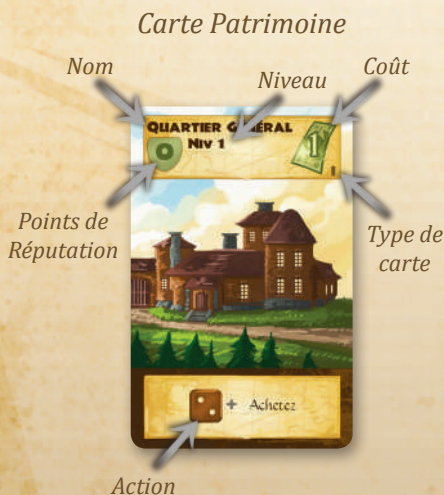 Carte Patrimoine
Nom
Niveau
Coût
QUARTIER GÉNÉRAL
NIV 1
0
1
Points de
Réputation
Type de
carte
+ Achetez
Action